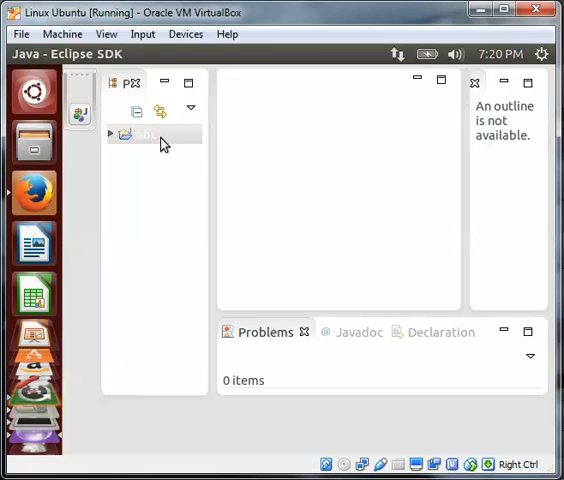 Linux Ubuntu [Running] - Oracle VM VirtualBox
File Machine View Input Devices Help
Java - Eclipse SDK
7:20 PM
P
An outline
is not
available.
Problems
@ Javadoc
Declaration
0 items
Right Ctrl